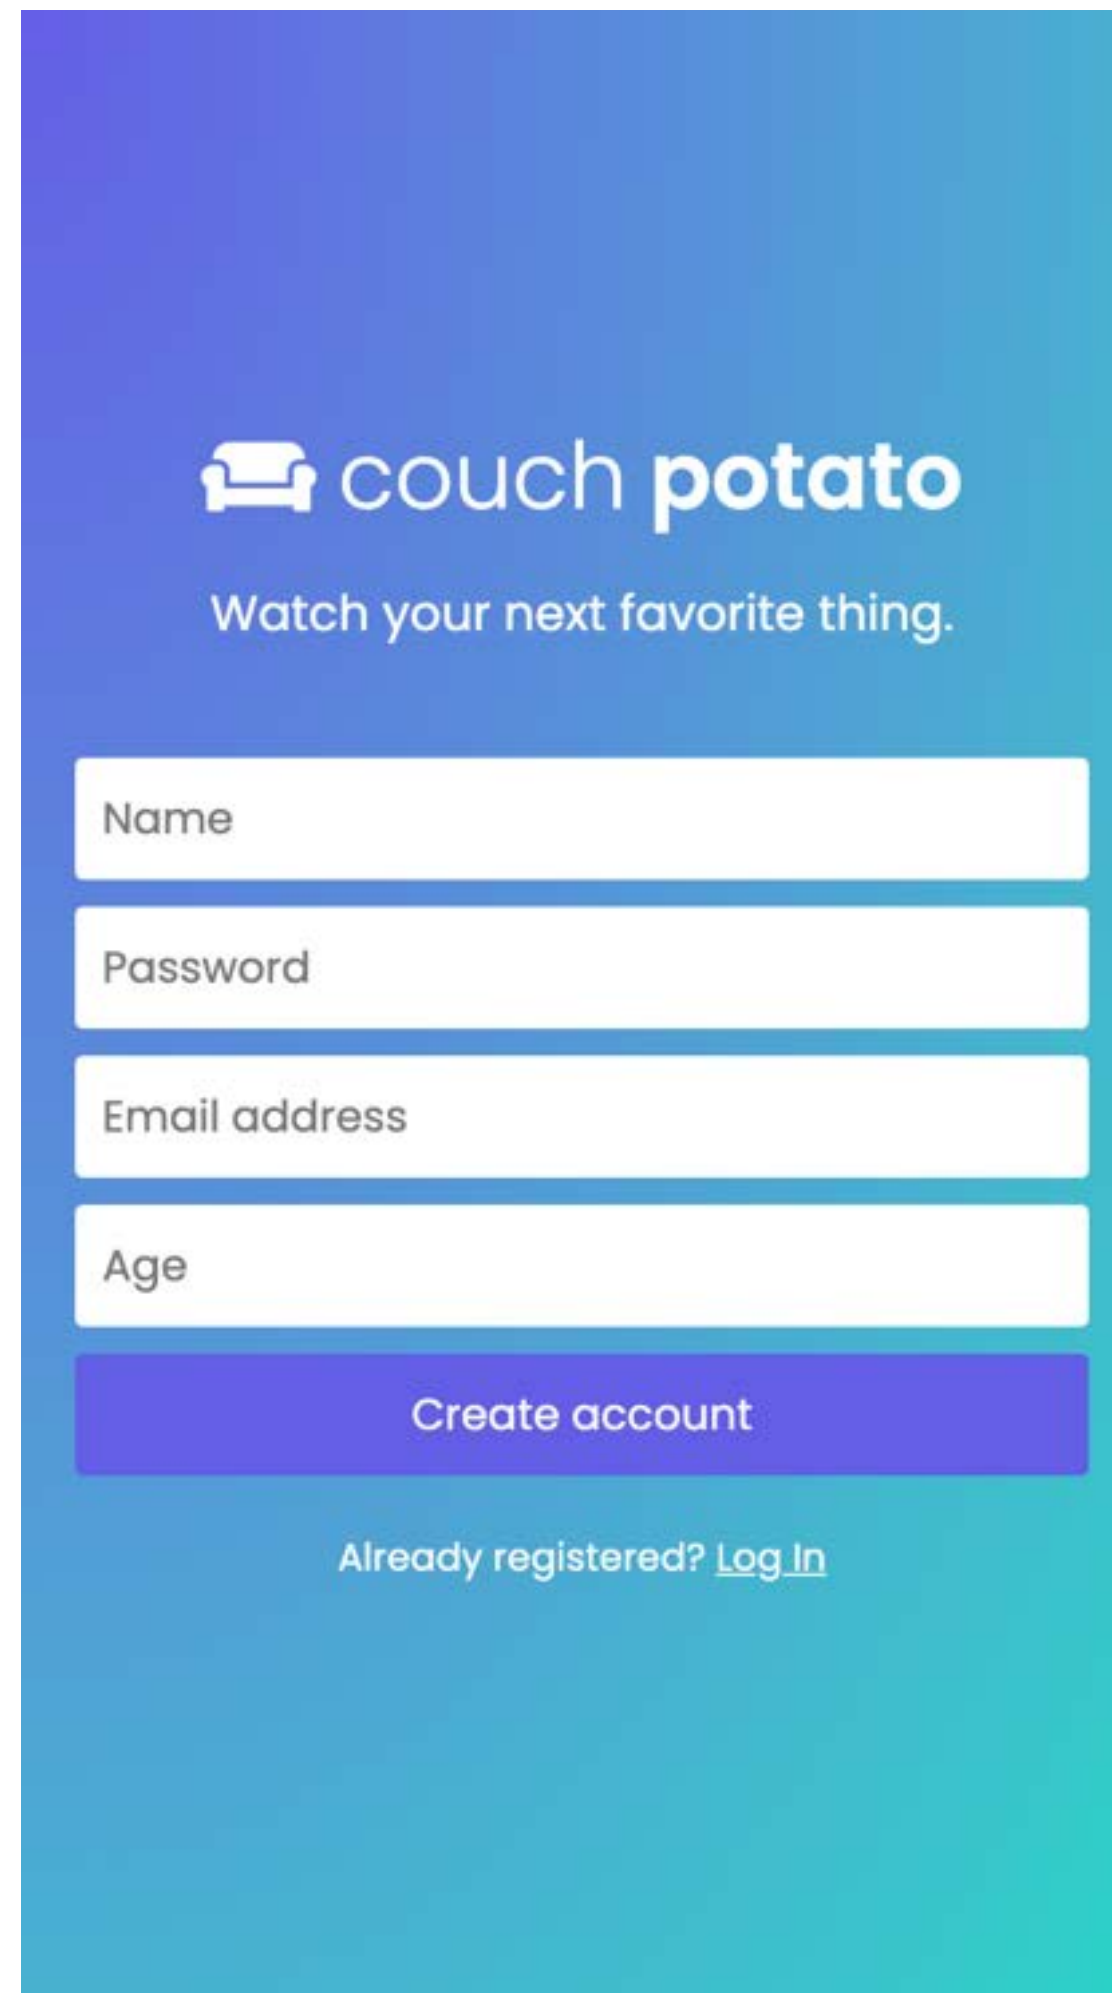 couch potato
Watch your next favorite thing.
Name
Password
Email address
Age
Create account
Already registered? Log In